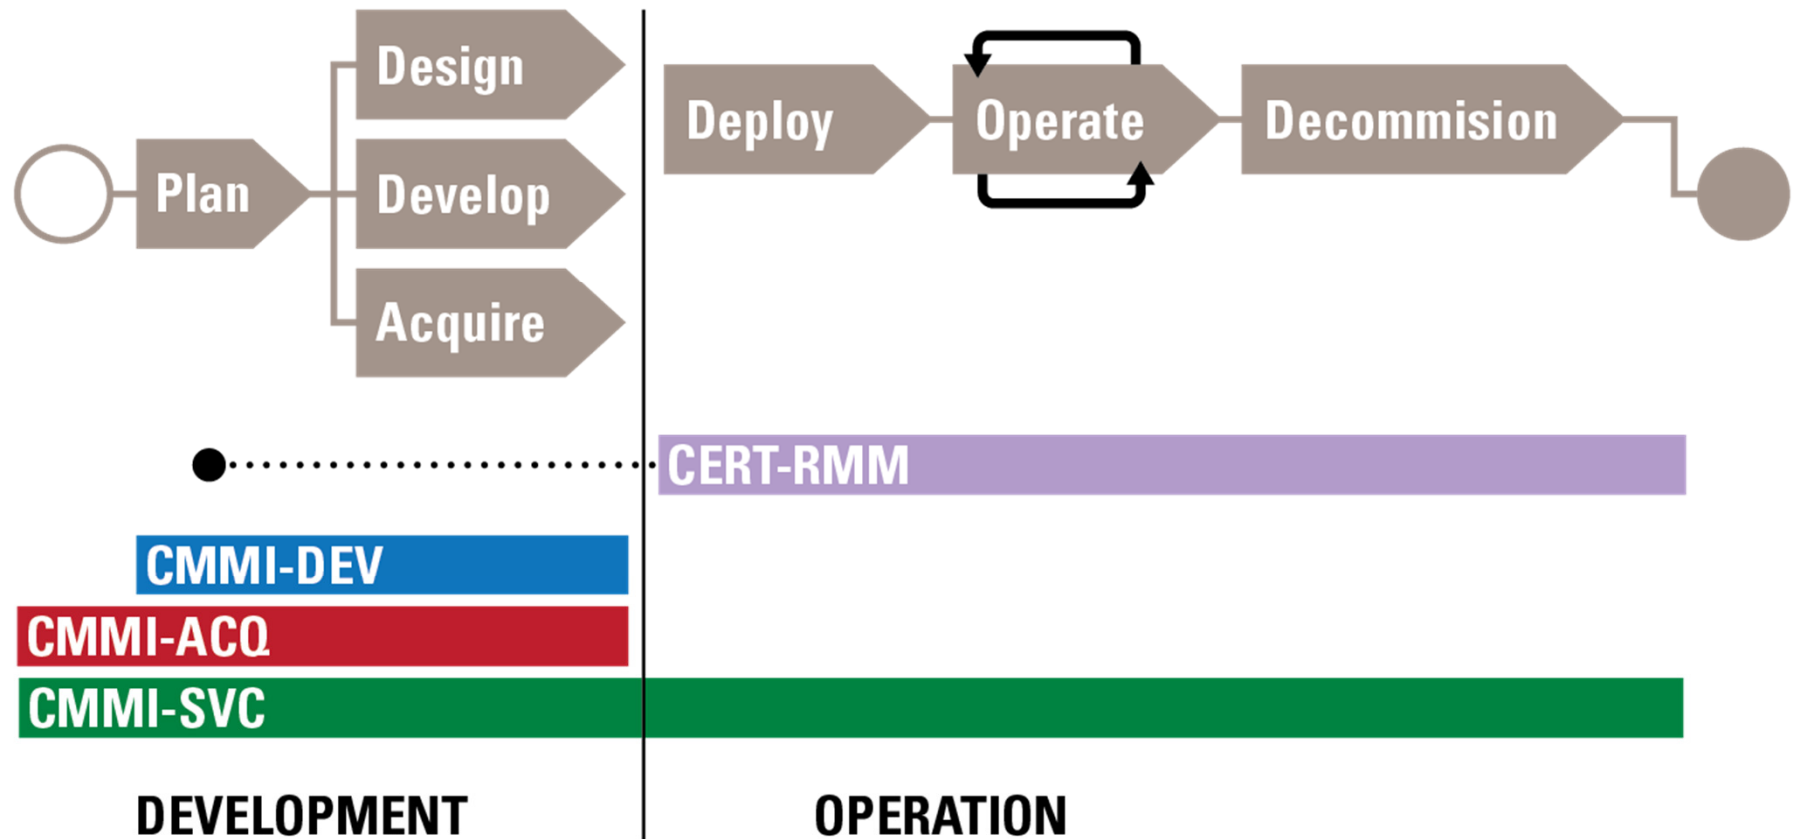 Design
Plan
Develop
Acquire
Deploy
Operate
Decommision
CERT-RMM
CMMI-DEV
CMMI-ACQ
CMMI-SVC
DEVELOPMENT
OPERATION